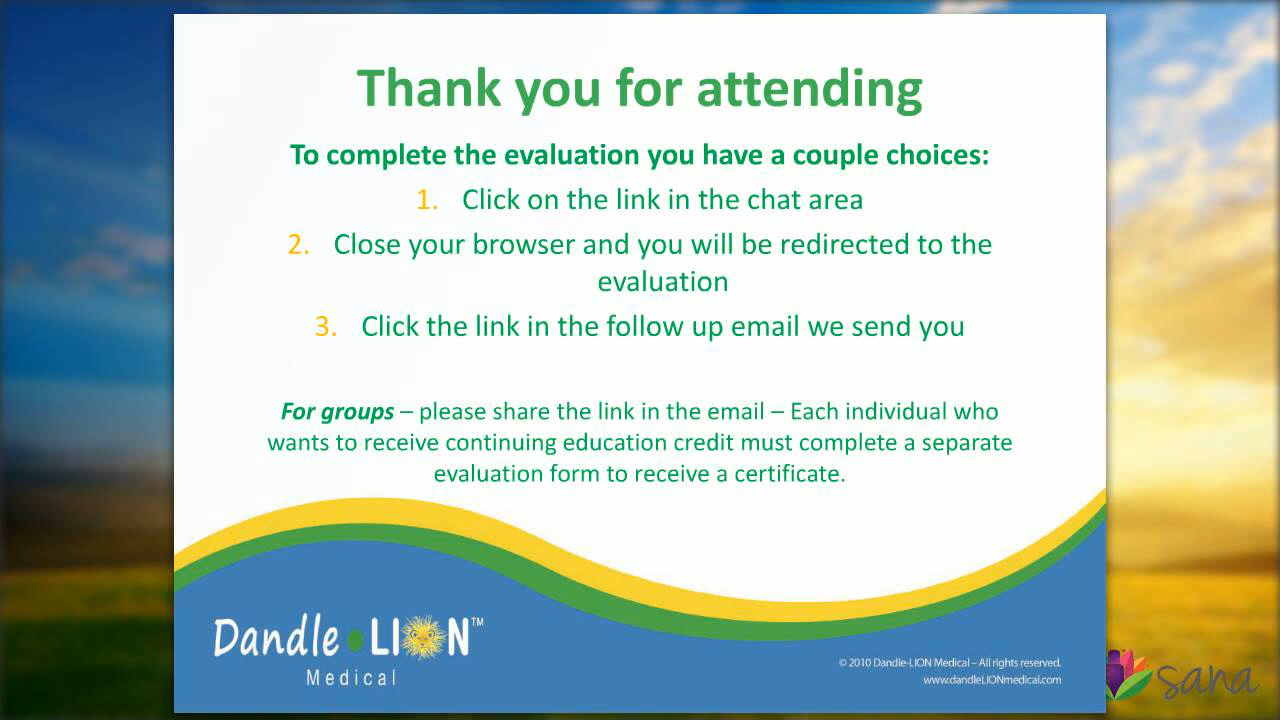 Thank you for attending
To complete the evaluation you have a couple choices:
1. Click on the link in the chat area
2. Close your browser and you will be redirected to the
evaluation
3. Click the link in the follow up email we send you
For groups – please share the link in the email – Each individual who
wants to receive continuing education credit must complete a separate
evaluation form to receive a certificate.
Dandle•LION™
Medical
© 2010 Dandle-LION Medical – All rights reserved.
www.dandleLIONmedical.com
sana